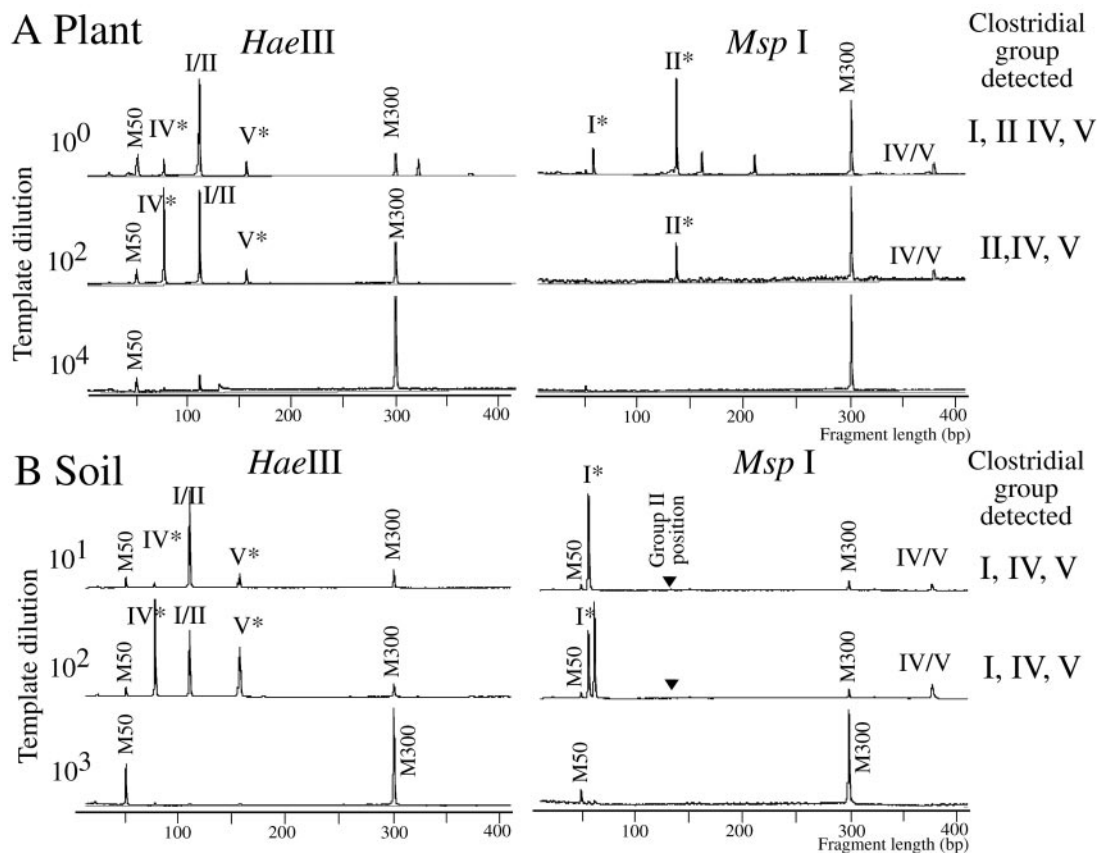 A Plant
HaeIII
Msp I
Clostridial
group
detected
Template dilution
10^0
M50
IV*
I/II
V*
M300
I*
II*
M300
IV/V
I, II IV, V
10^2
M50
IV*
I/II
V*
M300
II*
IV/V
II,IV, V
10^4
M50
100
200
300
400
100
200
300
400
Fragment length (bp)
B Soil
HaeIII
Msp I
Clostridial
group
detected
Template dilution
10^1
M50
IV*
I/II
V*
M300
M50
I*
Group II
position
M300
IV/V
I, IV, V
10^2
M50
IV*
I/II
V*
M300
M50
I*
M300
IV/V
I, IV, V
10^3
M50
M300
M50
M300
100
200
300
400
100
200
300
400
Fragment length (bp)